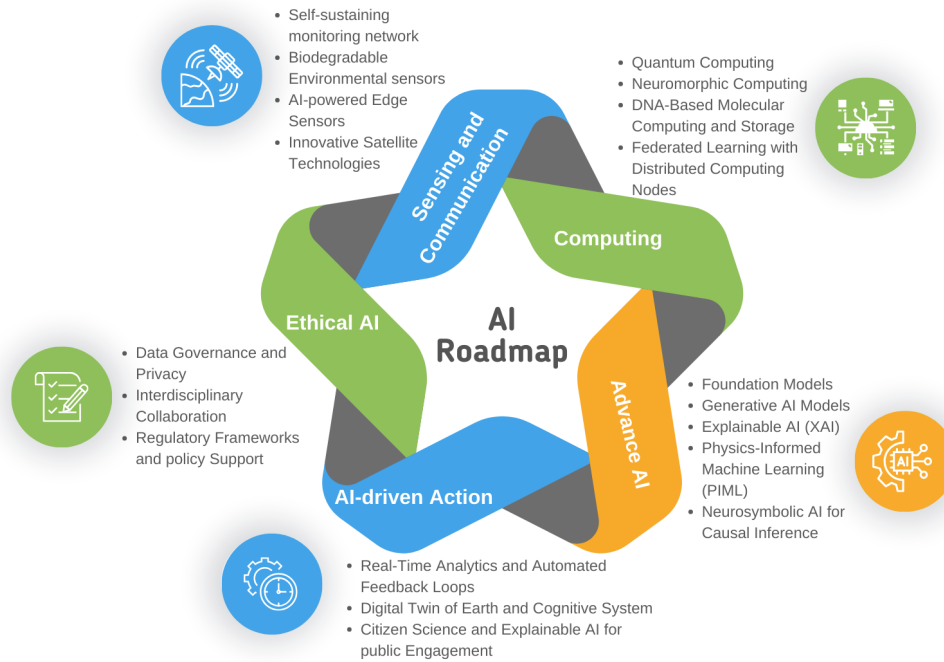 • Self-sustaining
monitoring network
• Biodegradable
Environmental sensors
• AI-powered Edge
Sensors
• Innovative Satellite
Technologies
Sensing and
Communication
• Quantum Computing
• Neuromorphic Computing
• DNA-Based Molecular
Computing and Storage
• Federated Learning with
Distributed Computing
Nodes
Computing
Ethical AI
AI
Roadmap
• Data Governance and
Privacy
• Interdisciplinary
Collaboration
• Regulatory Frameworks
and policy Support
Advance AI
• Foundation Models
• Generative AI Models
• Explainable AI (XAI)
• Physics-Informed
Machine Learning
(PIML)
• Neurosymbolic AI for
Causal Inference
AI
AI-driven Action
• Real-Time Analytics and Automated
Feedback Loops
• Digital Twin of Earth and Cognitive System
• Citizen Science and Explainable AI for
public Engagement